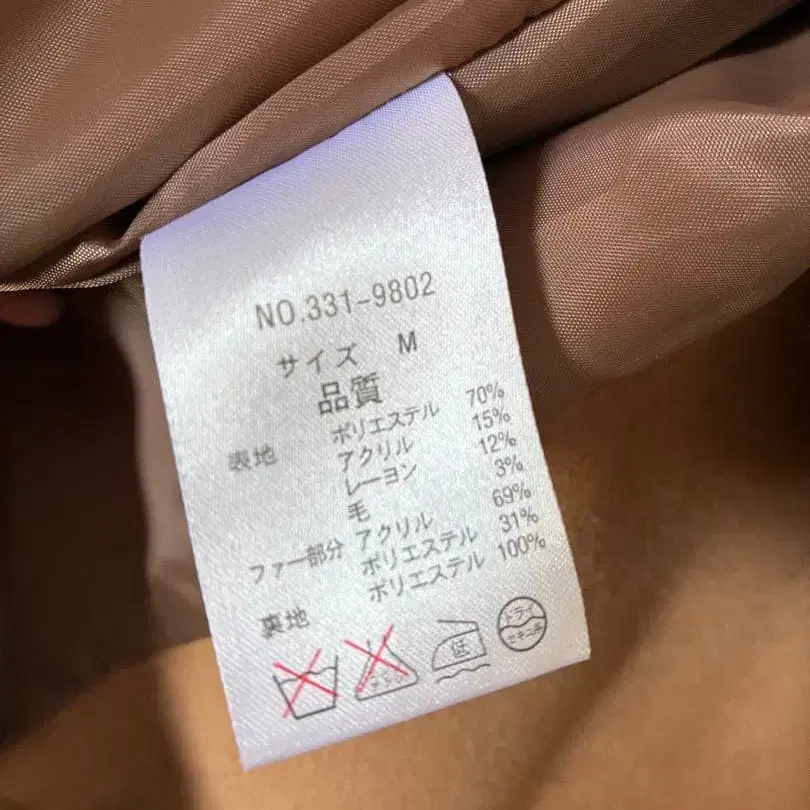 NO.331-9802
サイズ M
品質
表地 ポリエステル 70%
アクリル 15%
レーヨン 12%
毛 3%
ファー部分 アクリル 69%
ポリエステル 31%
裏地 ポリエステル 100%
低
ドライ
セキユ系